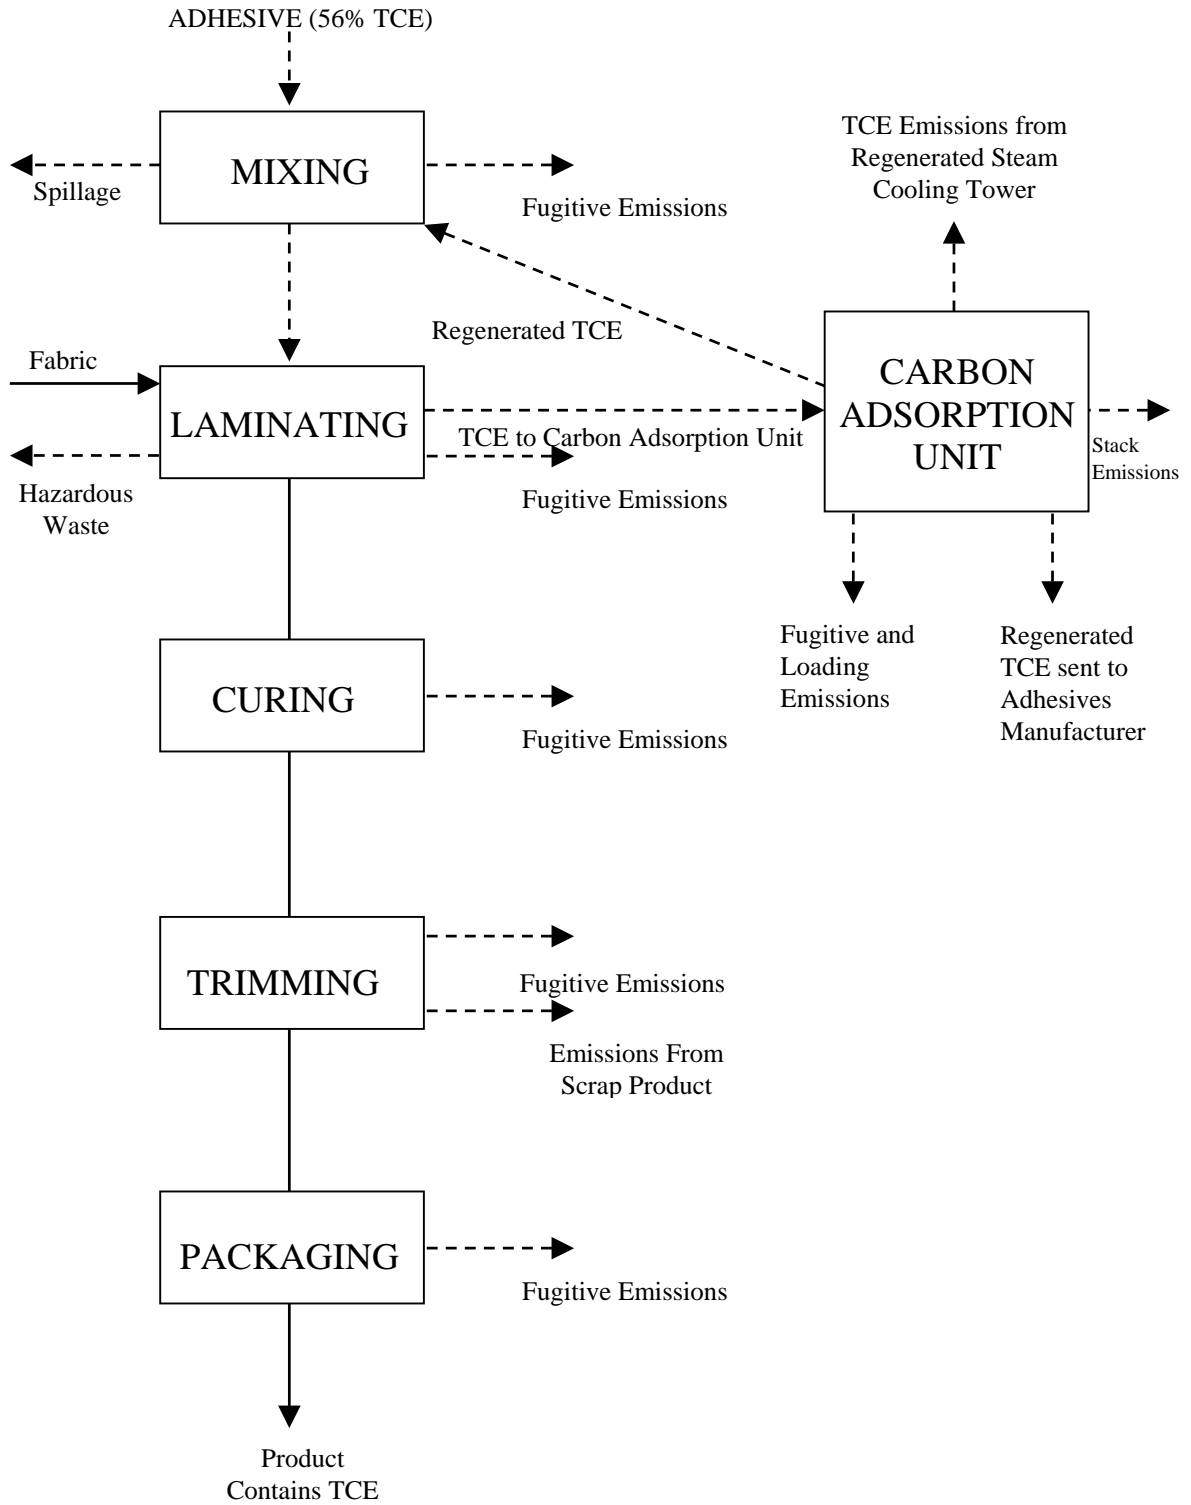 ADHESIVE (56% TCE)
MIXING
Spillage
Fugitive Emissions
TCE Emissions from
Regenerated Steam
Cooling Tower
Regenerated TCE
Fabric
LAMINATING
TCE to Carbon Adsorption Unit
CARBON
ADSORPTION
UNIT
Stack
Emissions
Hazardous
Waste
Fugitive Emissions
CURING
Fugitive Emissions
Fugitive and
Loading
Emissions
Regenerated
TCE sent to
Adhesives
Manufacturer
TRIMMING
Fugitive Emissions
Emissions From
Scrap Product
PACKAGING
Fugitive Emissions
Product
Contains TCE